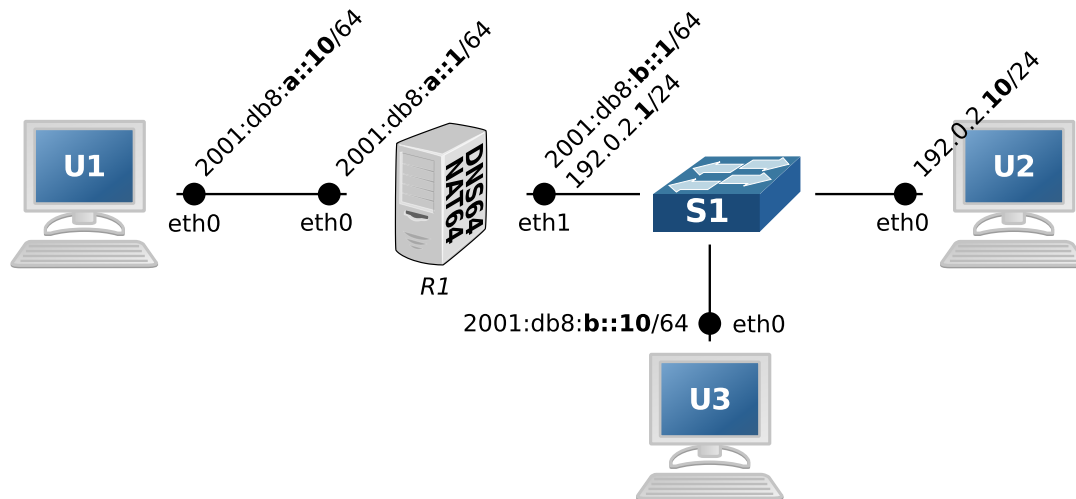 2001:db8:a::10/64
2001:db8:a::1/64
2001:db8:b::1/64
192.0.2.1/24
192.0.2.10/24
U1
DNS64
NAT64
S1
U2
eth0
eth0
eth1
eth0
R1
2001:db8:b::10/64
eth0
U3